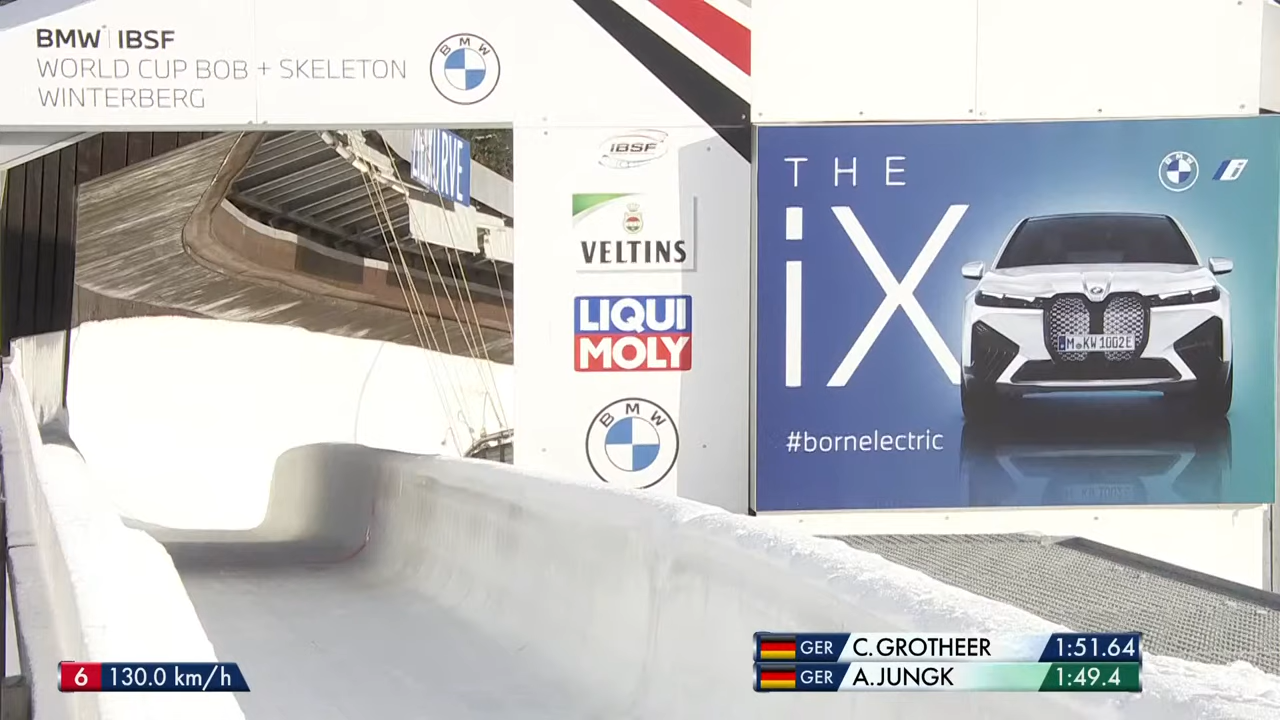 BMW IBSF
WORLD CUP BOB + SKELETON
WINTERBERG
BMW
IBSF
VELTINS
LIQUI
MOLY
BMW
THE
iX
BMW
i
M KW 1002E
#bornelectric
6 130.0 km/h
GER C.GROTHEER 1:51.64
GER A.JUNGK 1:49.4